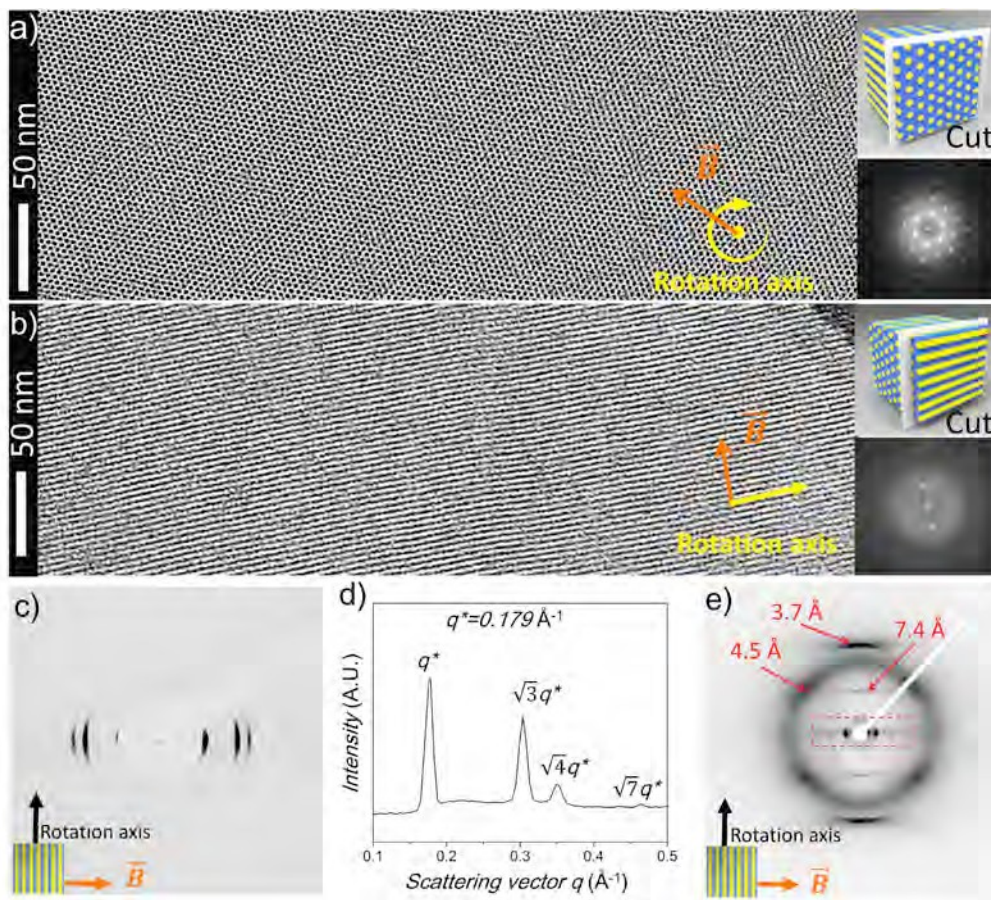 a)
50 nm
B
Rotation axis
Cut
b)
50 nm
B
Rotation axis
Cut
c)
Rotation axis
B
d)
q*=0.179 Å-1
q*
√3q*
√4q*
√7q*
Intensity (A.U.)
0.1 0.2 0.3 0.4 0.5
Scattering vector q (Å-1)
e)
3.7 Å
7.4 Å
4.5 Å
Rotation axis
B